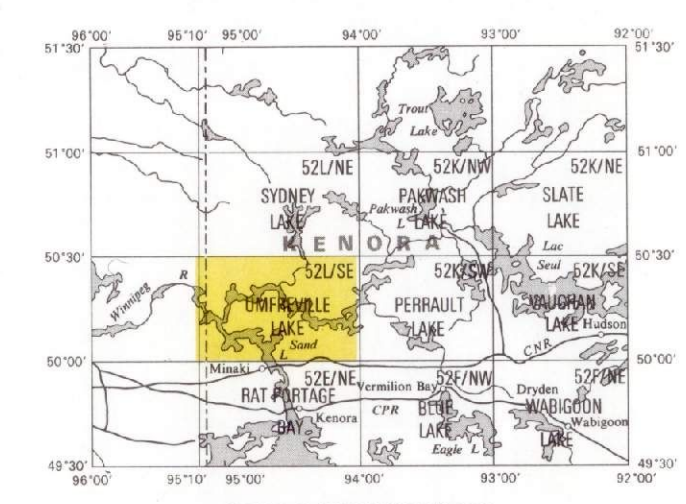 96°00' 95°10' 95°00' 94°00' 93°00' 92°00'
51°30' 51°30'
Trout
Lake
51°00' 51°00'
52L/NE 52K/NW 52K/NE
SYDNEY
LAKE
PAKWASH
LAKE
Pakwash
L
SLATE
LAKE
KENORA
Lac
Seul
50°30' 50°30'
52L/SE 52K/SW 52K/SE
Winnipeg R
UMFREVILLE
LAKE
PERRAULT
LAKE
VAUGHAN
LAKE
Hudson
Sand
L
CNR
50°00' 50°00'
Minaki
52E/NE Vermilion Bay 52F/NW 52F/NE
Dryden
RAT PORTAGE
BAY
Kenora
CPR
BLUE
LAKE
WABIGOON
LAKE
Wabigoon
Eagle L
49°30' 49°30'
96°00' 95°10' 95°00' 94°00' 93°00' 92°00'